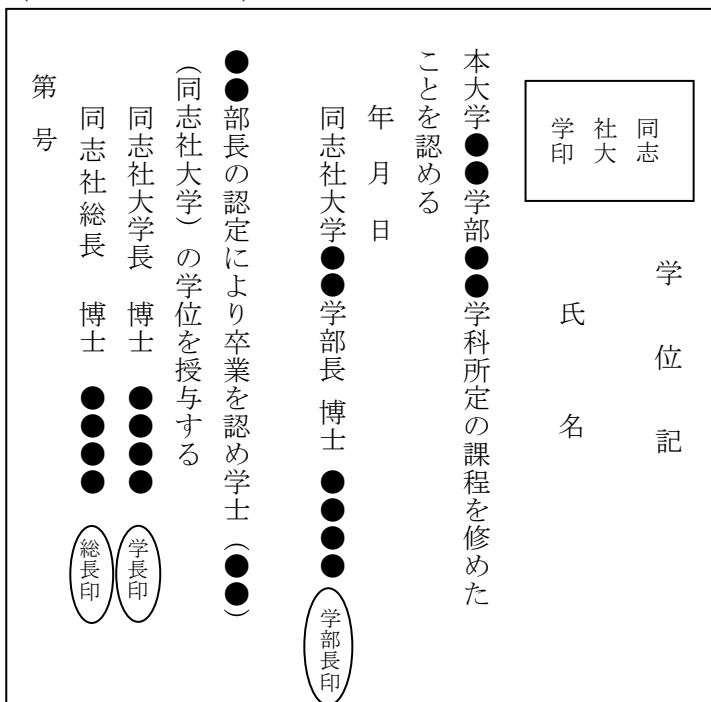 学位記
同志
社大
学印
氏名
本大学●●学部●●学科所定の課程を修めた
ことを認める
年月日
同志社大学●●学部長 博士 ●●●●
学部長印
●●部長の認定により卒業を認め学士（●●）
（同志社大学）の学位を授与する
同志社大学長 博士 ●●●●
学長印
同志社総長 博士 ●●●●
総長印
第号